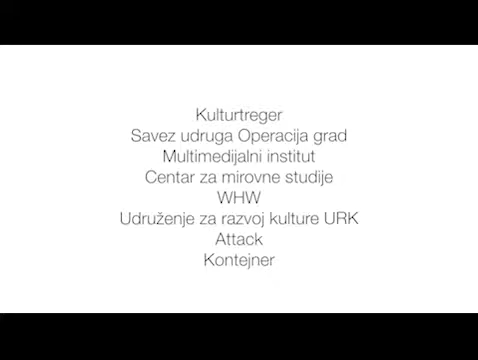 Kulturtreger
Savez udruga Operacija grad
Multimedijalni institut
Centar za mirovne studije
WHW
Udruženje za razvoj kulture URK
Attack
Kontejner